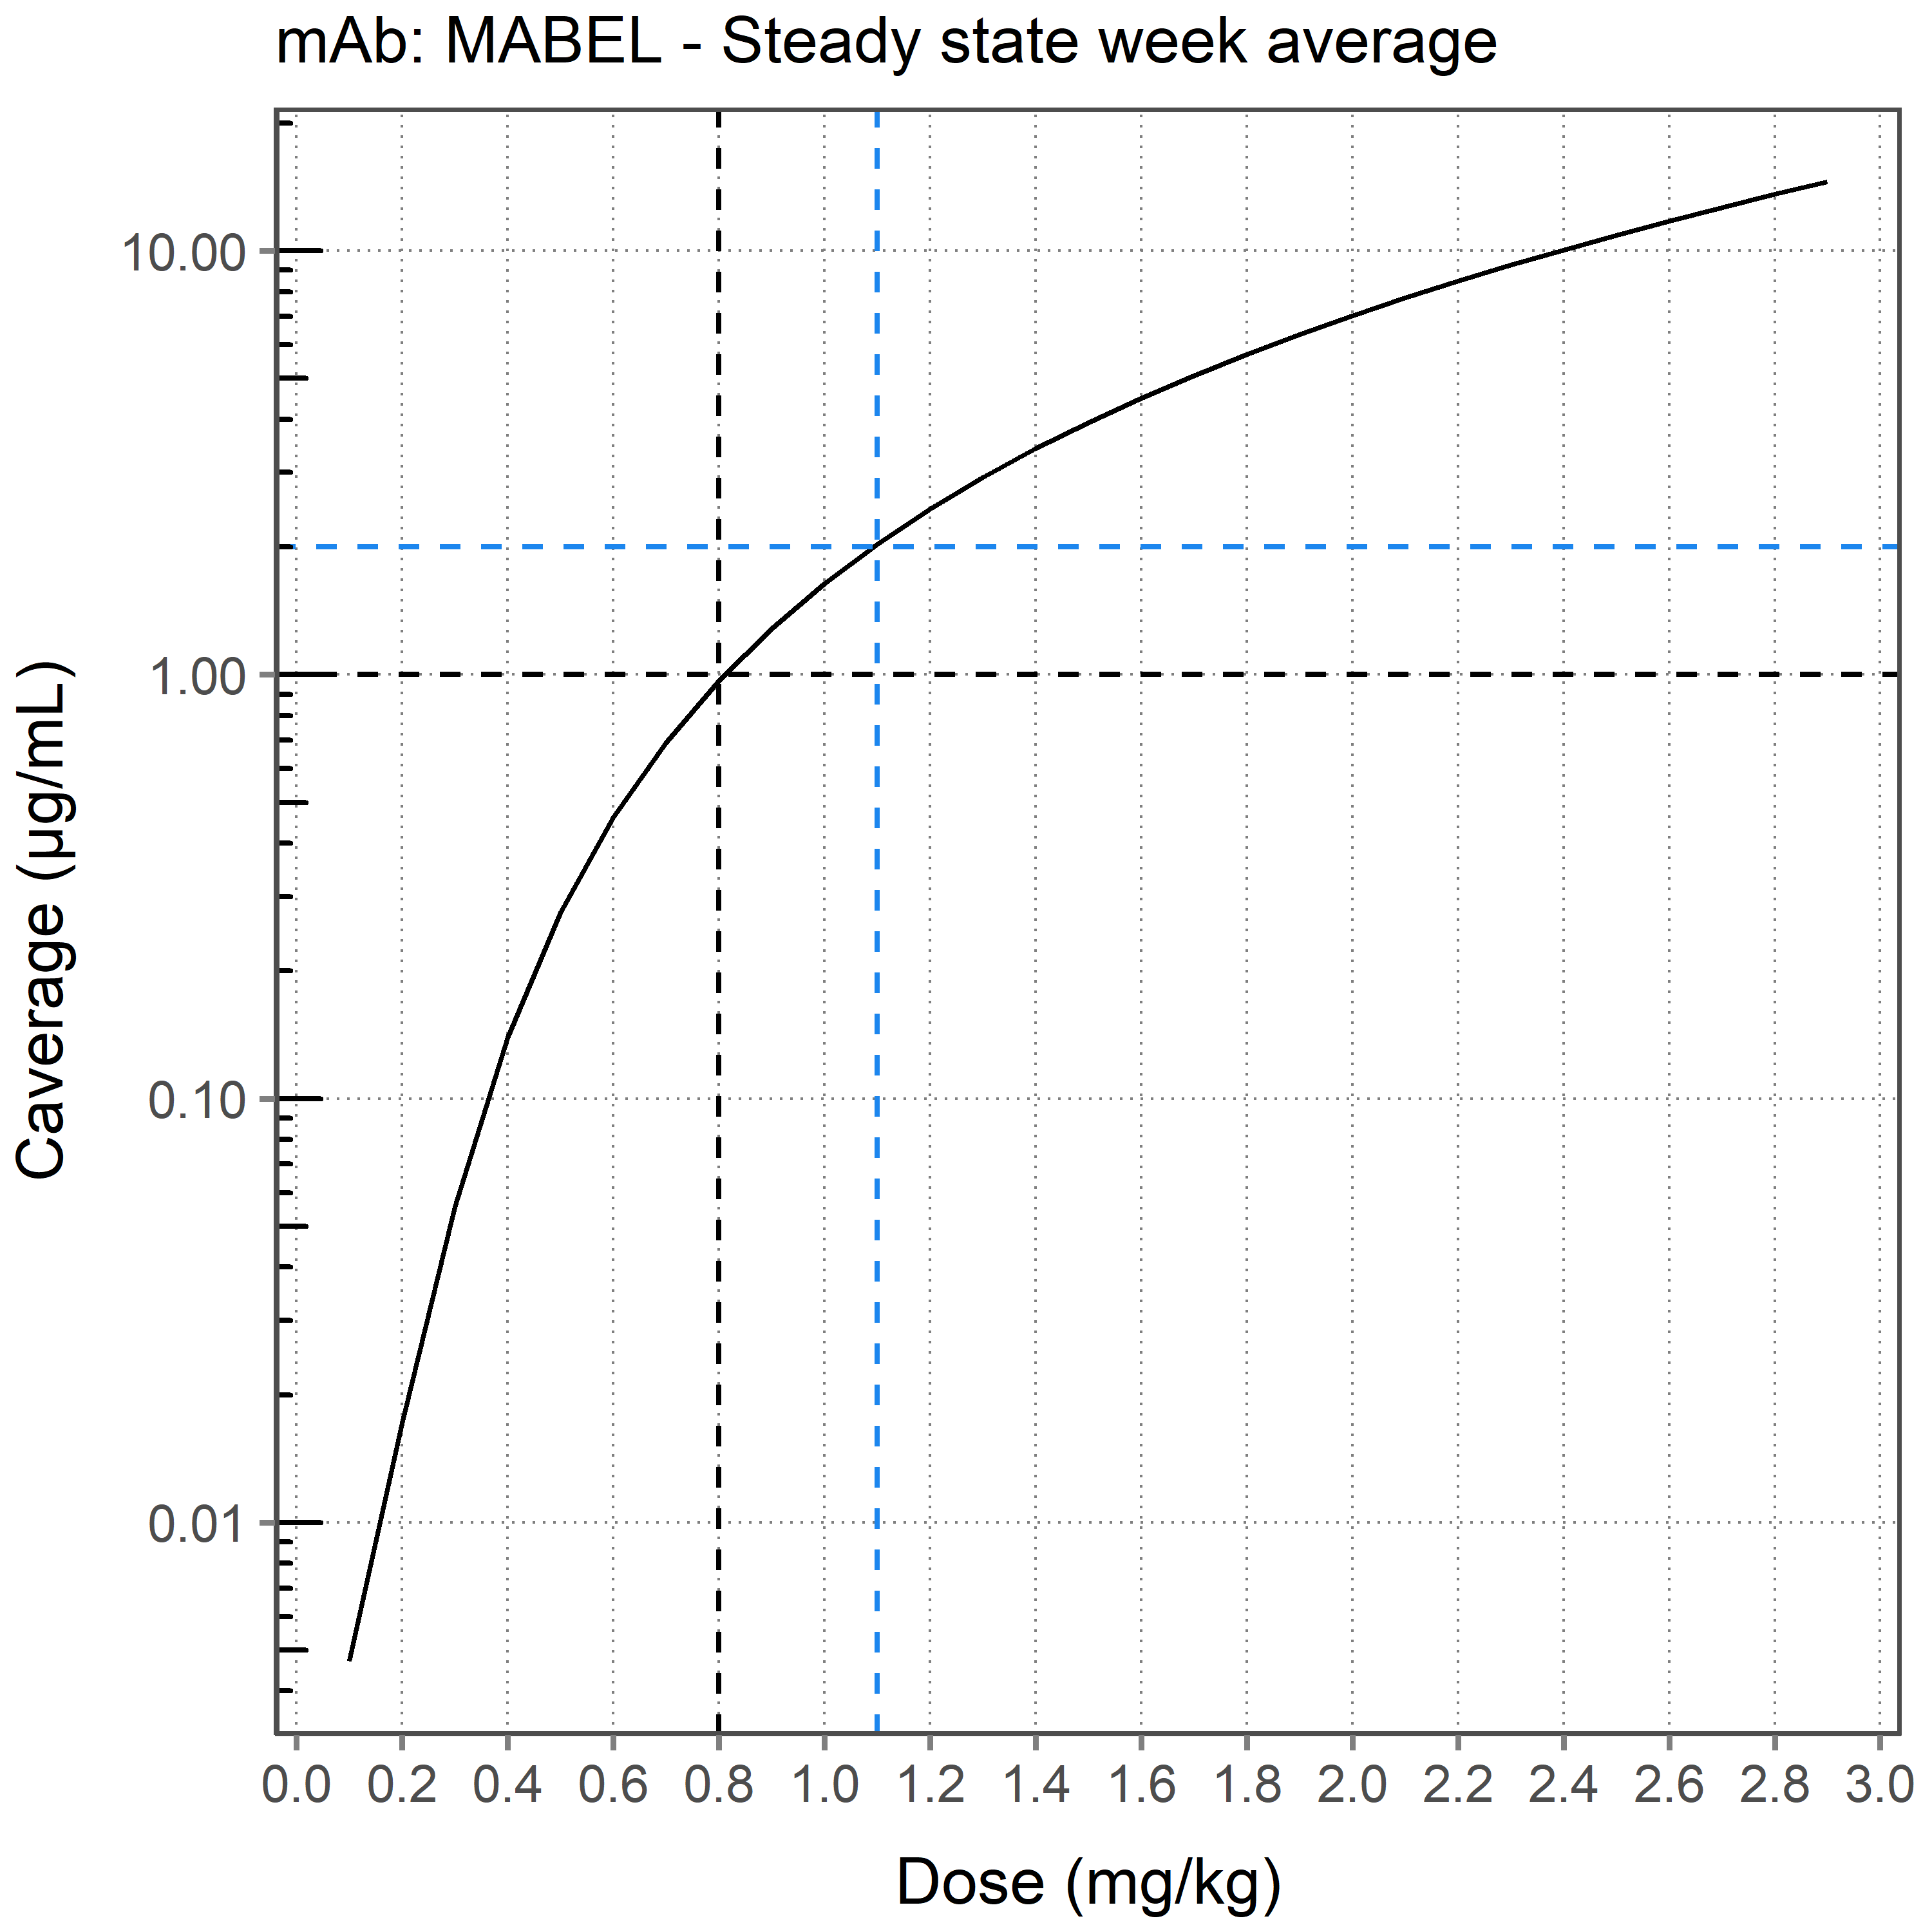 mAb: MABEL - Steady state week average
Caverage (µg/mL)
10.00
1.00
0.10
0.01
0.0 0.2 0.4 0.6 0.8 1.0 1.2 1.4 1.6 1.8 2.0 2.2 2.4 2.6 2.8 3.0
Dose (mg/kg)